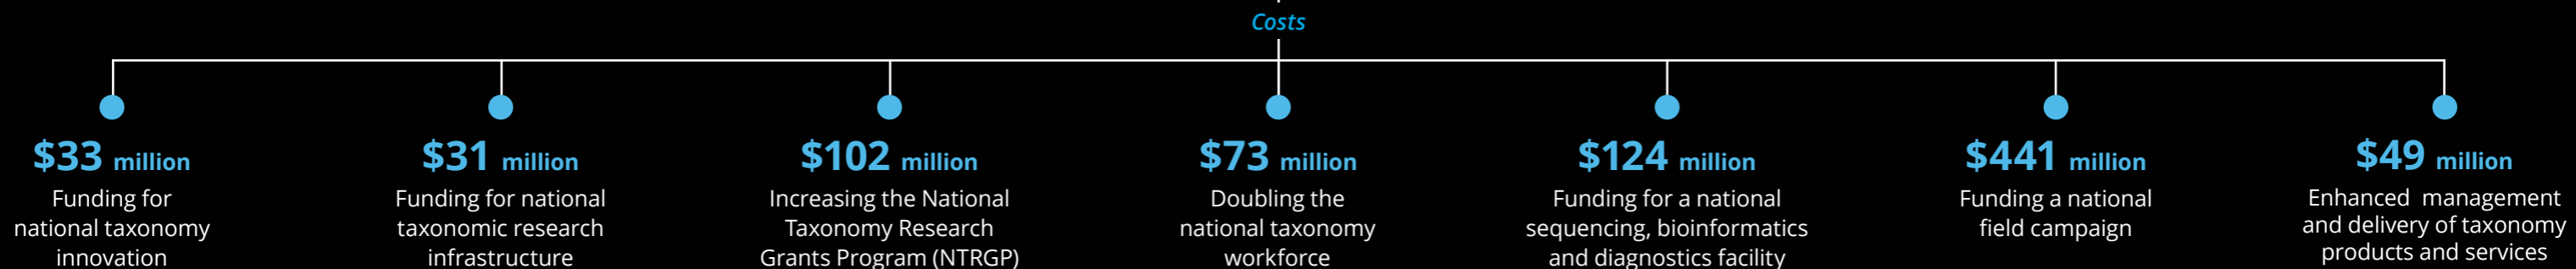 Costs
$33 million
Funding for
national taxonomy
innovation
$31 million
Funding for national
taxonomic research
infrastructure
$102 million
Increasing the National
Taxonomy Research
Grants Program (NTRGP)
$73 million
Doubling the
national taxonomy
workforce
$124 million
Funding for a national
sequencing, bioinformatics
and diagnostics facility
$441 million
Funding a national
field campaign
$49 million
Enhanced management
and delivery of taxonomy
products and services